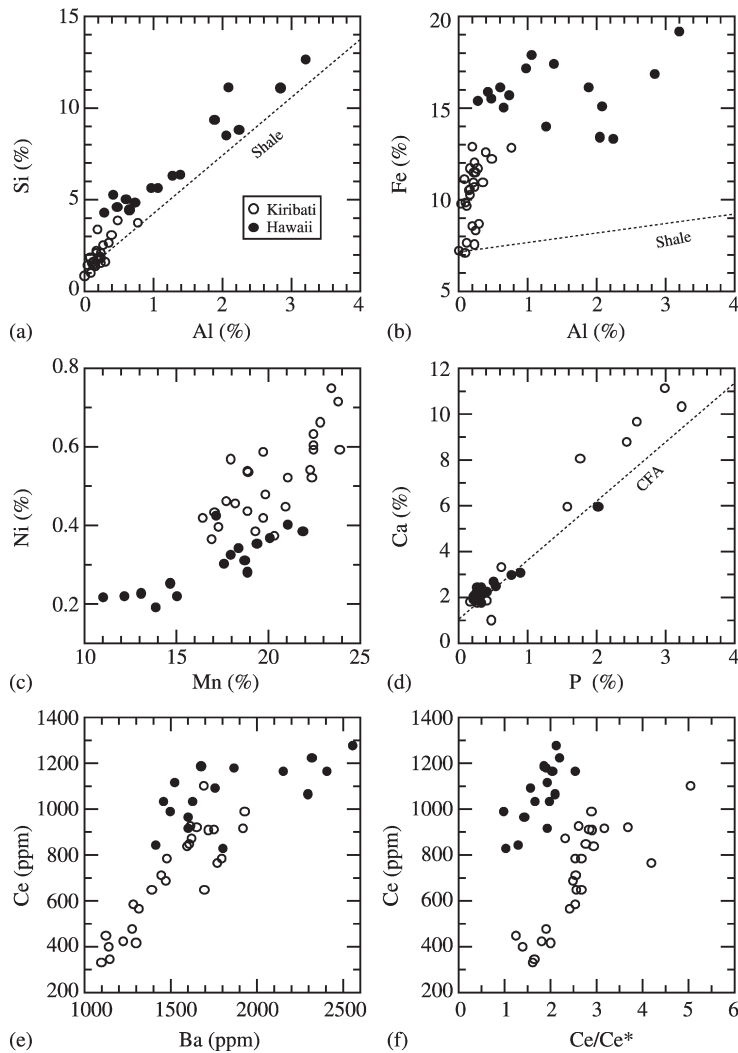 15
10
5
0
Si (%)
Shale
Kiribati
Hawaii
0 1 2 3 4
(a) Al (%)
20
15
10
5
0
Fe (%)
Shale
0 1 2 3 4
(b) Al (%)
0.8
0.6
0.4
0.2
Ni (%)
10 15 20 25
(c) Mn (%)
12
10
8
6
4
2
0
Ca (%)
CFA
0 1 2 3 4
(d) P (%)
1400
1200
1000
800
600
400
200
Ce (ppm)
1000 1500 2000 2500
(e) Ba (ppm)
1400
1200
1000
800
600
400
200
Ce (ppm)
0 1 2 3 4 5 6
(f) Ce/Ce*